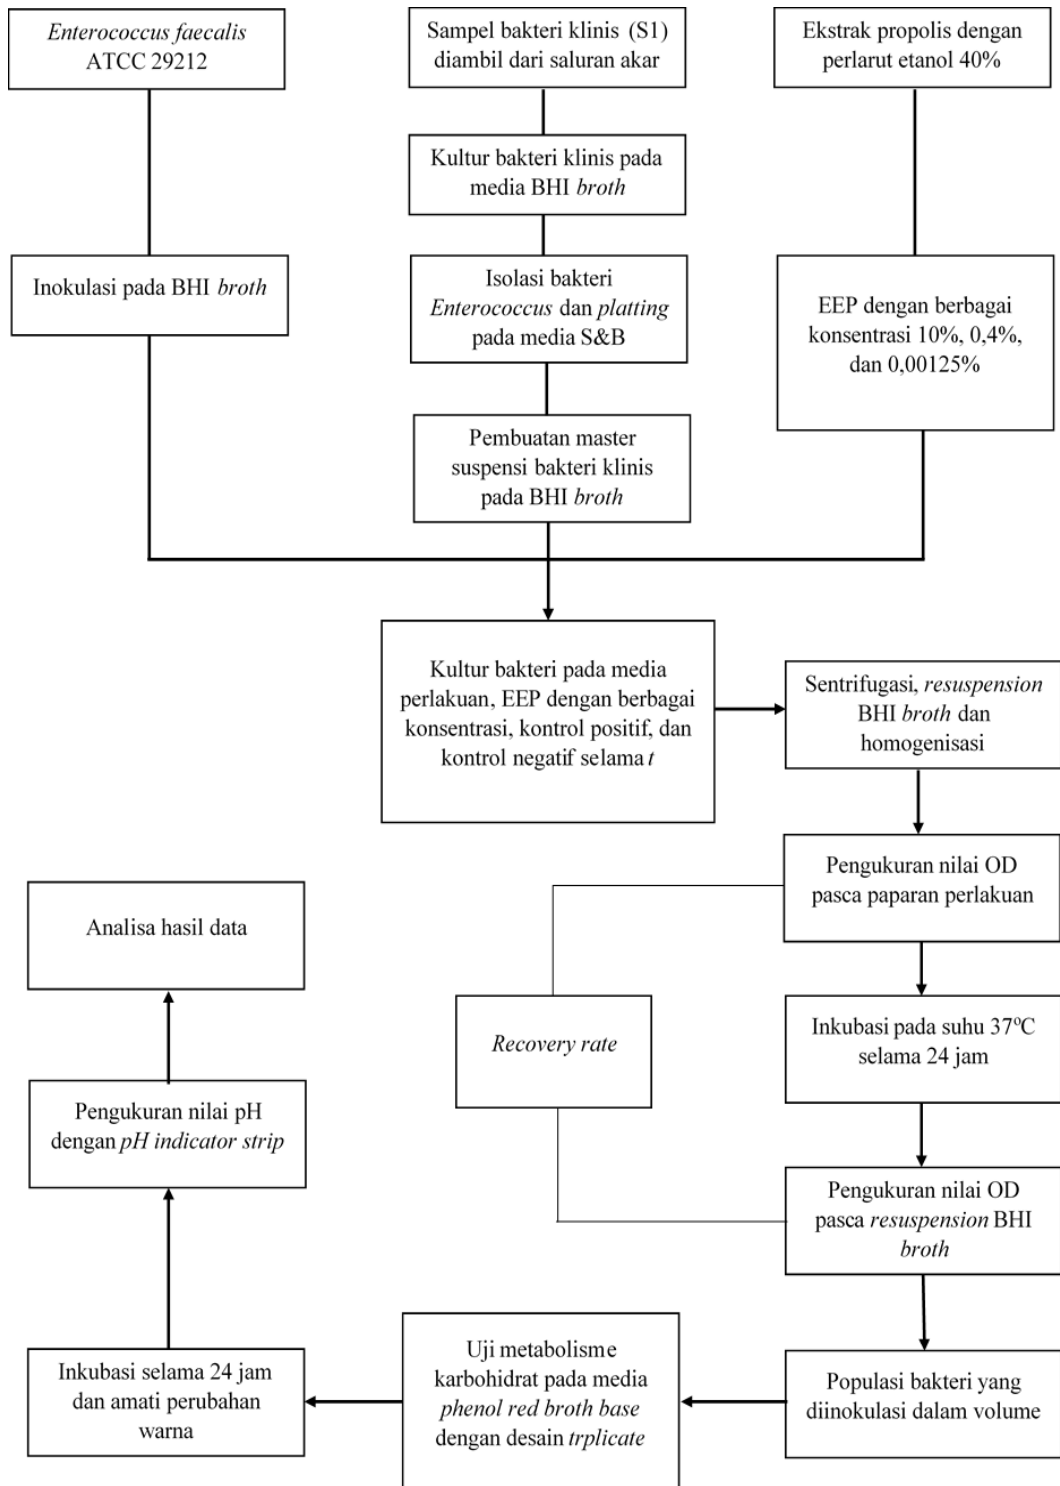 Enterococcus faecalis
ATCC 29212
Sampel bakteri klinis (S1)
diambil dari saluran akar
Ekstrak propolis dengan
perlarut etanol 40%
Kultur bakteri klinis pada
media BHI broth
Inokulasi pada BHI broth
Isolasi bakteri
Enterococcus dan platting
pada media S&B
EEP dengan berbagai
konsentrasi 10%, 0,4%,
dan 0,00125%
Pembuatan master
suspensi bakteri klinis
pada BHI broth
Kultur bakteri pada media
perlakuan, EEP dengan berbagai
konsentrasi, kontrol positif, dan
kontrol negatif selama t
Sentrifugasi, resuspension
BHI broth dan
homogenisasi
Pengukuran nilai OD
pasca paparan perlakuan
Inkubasi pada suhu 37°C
selama 24 jam
Recovery rate
Pengukuran nilai OD
pasca resuspension BHI
broth
Populasi bakteri yang
diinokulasi dalam volume
Uji metabolisme
karbohidrat pada media
phenol red broth base
dengan desain trplicate
Inkubasi selama 24 jam
dan amati perubahan
warna
Pengukuran nilai pH
dengan pH indicator strip
Analisa hasil data